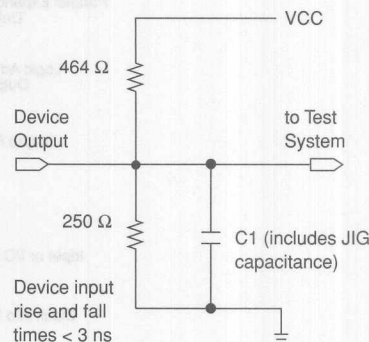 VCC
464 Ω
Device
Output
to Test
System
250 Ω
C1 (includes JIG
capacitance)
Device input
rise and fall
times < 3 ns